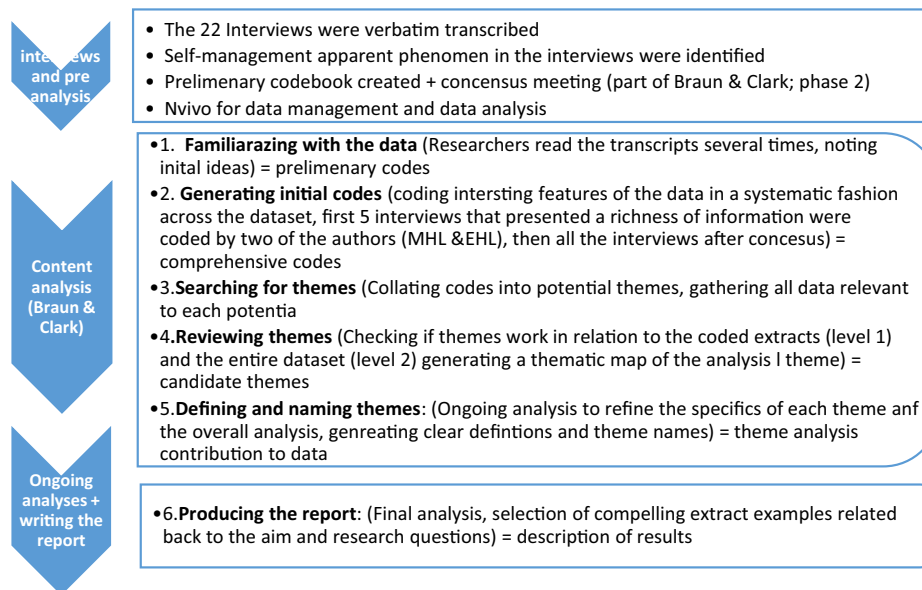 interviews
and pre
analysis
• The 22 Interviews were verbatim transcribed
• Self-management apparent phenomen in the interviews were identified
• Prelimenary codebook created + concensus meeting (part of Braun & Clark; phase 2)
• Nvivo for data management and data analysis
Content
analysis
(Braun &
Clark)
•1. Familiarazing with the data (Researchers read the transcripts several times, noting
inital ideas) = prelimenary codes
•2. Generating initial codes (coding intersting features of the data in a systematic fashion
across the dataset, first 5 interviews that presented a richness of information were
coded by two of the authors (MHL &EHL), then all the interviews after concesus) =
comprehensive codes
•3.Searching for themes (Collating codes into potential themes, gathering all data relevant
to each potentia
•4.Reviewing themes (Checking if themes work in relation to the coded extracts (level 1)
and the entire dataset (level 2) generating a thematic map of the analysis l theme) =
candidate themes
•5.Defining and naming themes: (Ongoing analysis to refine the specifics of each theme anf
the overall analysis, genreating clear defintions and theme names) = theme analysis
contribution to data
Ongoing
analyses +
writing the
report
•6.Producing the report: (Final analysis, selection of compelling extract examples related
back to the aim and research questions) = description of results